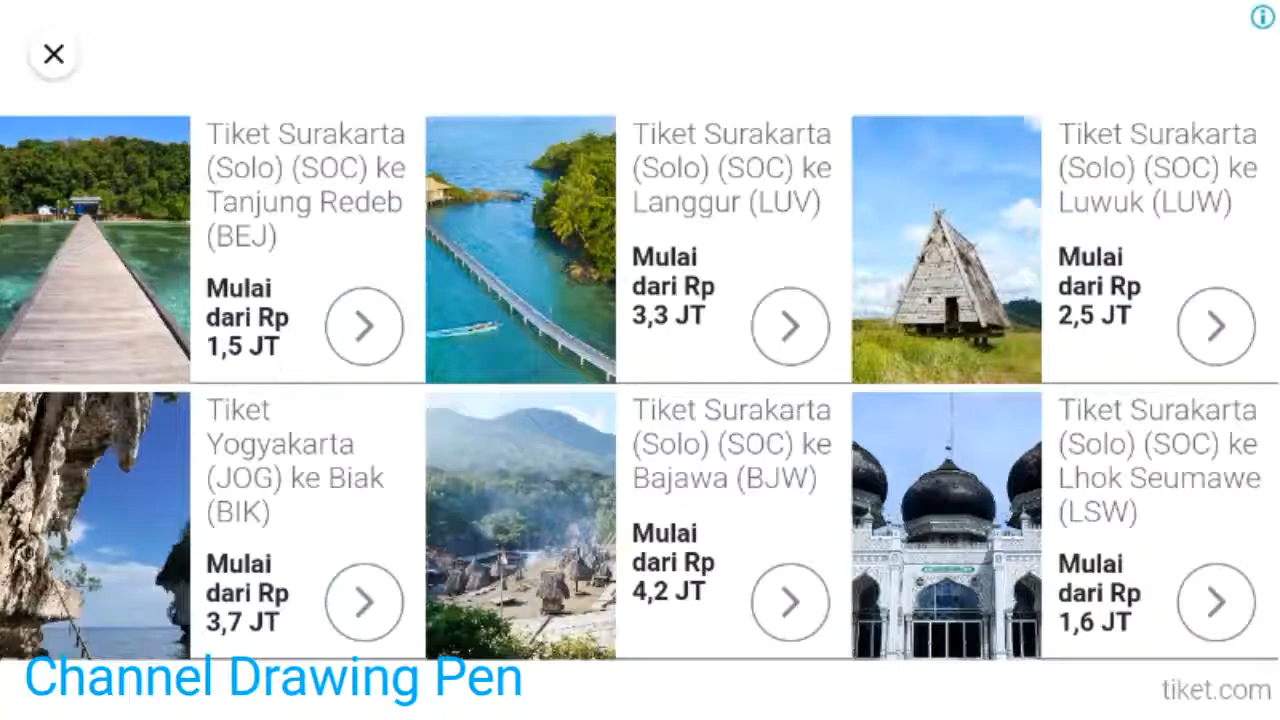 Tiket Surakarta
(Solo) (SOC) ke
Tanjung Redeb
(BEJ)
Mulai
dari Rp
1,5 JT
Tiket Surakarta
(Solo) (SOC) ke
Langgur (LUV)
Mulai
dari Rp
3,3 JT
Tiket Surakarta
(Solo) (SOC) ke
Luwuk (LUW)
Mulai
dari Rp
2,5 JT
Tiket
Yogyakarta
(JOG) ke Biak
(BIK)
Mulai
dari Rp
3,7 JT
Tiket Surakarta
(Solo) (SOC) ke
Bajawa (BJW)
Mulai
dari Rp
4,2 JT
Tiket Surakarta
(Solo) (SOC) ke
Lhok Seumawe
(LSW)
Mulai
dari Rp
1,6 JT
Channel Drawing Pen
tiket.com